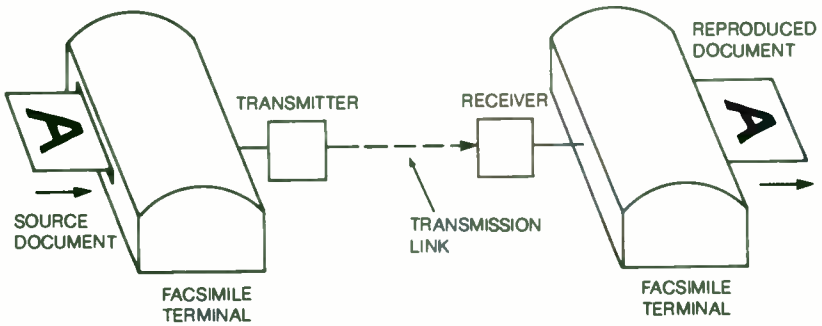 REPRODUCED
DOCUMENT
TRANSMITTER
RECEIVER
A
A
SOURCE
DOCUMENT
TRANSMISSION
LINK
FACSIMILE
TERMINAL
FACSIMILE
TERMINAL